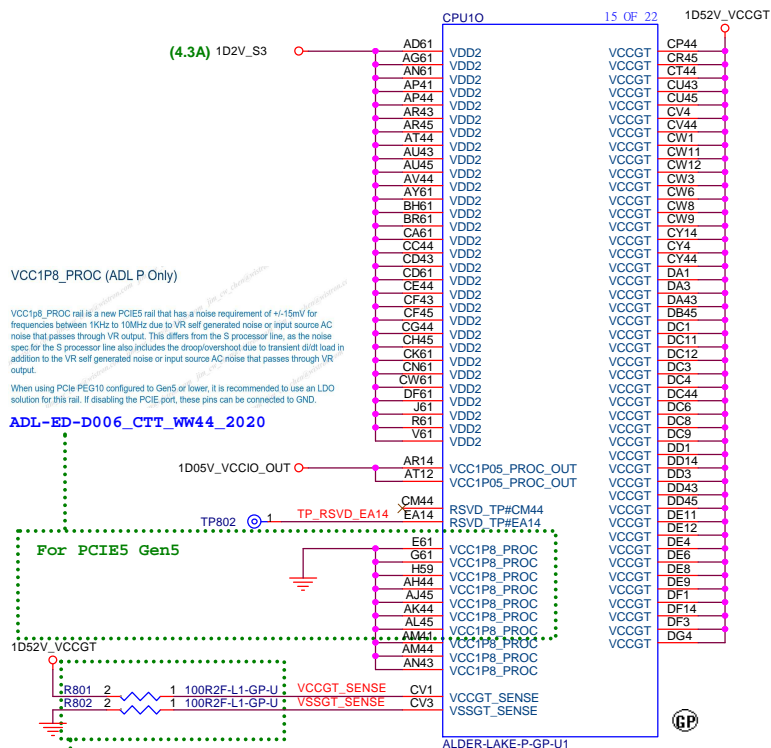 CPU1O
15 OF 22
1D52V_VCCGT
(4.3A) 1D2V_S3
AD61 VDD2 VCCGT CP44
AG61 VDD2 VCCGT CR45
AN61 VDD2 VCCGT CT44
AP41 VDD2 VCCGT CU43
AP44 VDD2 VCCGT CU45
AR43 VDD2 VCCGT CV4
AR45 VDD2 VCCGT CV44
AT44 VDD2 VCCGT CW1
AU43 VDD2 VCCGT CW11
AU45 VDD2 VCCGT CW12
AV44 VDD2 VCCGT CW3
AY61 VDD2 VCCGT CW6
BH61 VDD2 VCCGT CW8
BR61 VDD2 VCCGT CW9
CA61 VDD2 VCCGT CY14
CC44 VDD2 VCCGT CY4
CD43 VDD2 VCCGT CY44
CD61 VDD2 VCCGT DA1
CE44 VDD2 VCCGT DA3
CF43 VDD2 VCCGT DA43
CF45 VDD2 VCCGT DB45
CG44 VDD2 VCCGT DC1
CH45 VDD2 VCCGT DC11
CK61 VDD2 VCCGT DC12
CN61 VDD2 VCCGT DC3
CW61 VDD2 VCCGT DC4
DF61 VDD2 VCCGT DC44
J61 VDD2 VCCGT DC6
R61 VDD2 VCCGT DC8
V61 VDD2 VCCGT DC9
VCCGT DD1
VCCGT DD14
VCCGT DD3
VCCGT DD43
VCCGT DD45
VCCGT DE11
VCCGT DE12
VCCGT DE4
VCCGT DE6
VCCGT DE8
VCCGT DE9
VCCGT DF1
VCCGT DF14
VCCGT DF3
VCCGT DG4
VCC1P8_PROC (ADL P Only)
VCC1p8_PROC rail is a new PCIE5 rail that has a noise requirement of +/-15mV for
frequencies between 1KHz to 10MHz due to VR self generated noise or input source AC
noise that passes through VR output. This differs from the S processor line, as the noise
spec for the S processor line also includes the droop/overshoot due to transient di/dt load in
addition to the VR self generated noise or input source AC noise that passes through VR
output.
When using PCIe PEG10 configured to Gen5 or lower, it is recommended to use an LDO
solution for this rail. If disabling the PCIE port, these pins can be connected to GND.
ADL-ED-D006_CTT_WW44_2020
1D05V_VCCIO_OUT
AR14 VCC1P05_PROC_OUT
AT12 VCC1P05_PROC_OUT
CM44 RSVD_TP#CM44
TP802 1 TP_RSVD_EA14 EA14 RSVD_TP#EA14
For PCIE5 Gen5
E61 VCC1P8_PROC
G61 VCC1P8_PROC
H59 VCC1P8_PROC
AH44 VCC1P8_PROC
AJ45 VCC1P8_PROC
AK44 VCC1P8_PROC
AL45 VCC1P8_PROC
AM41 VCC1P8_PROC
AM44 VCC1P8_PROC
AN43 VCC1P8_PROC
1D52V_VCCGT
R801 2 1 100R2F-L1-GP-U VCCGT_SENSE CV1 VCCGT_SENSE
R802 2 1 100R2F-L1-GP-U VSSGT_SENSE CV3 VSSGT_SENSE
GP
ALDER-LAKE-P-GP-U1